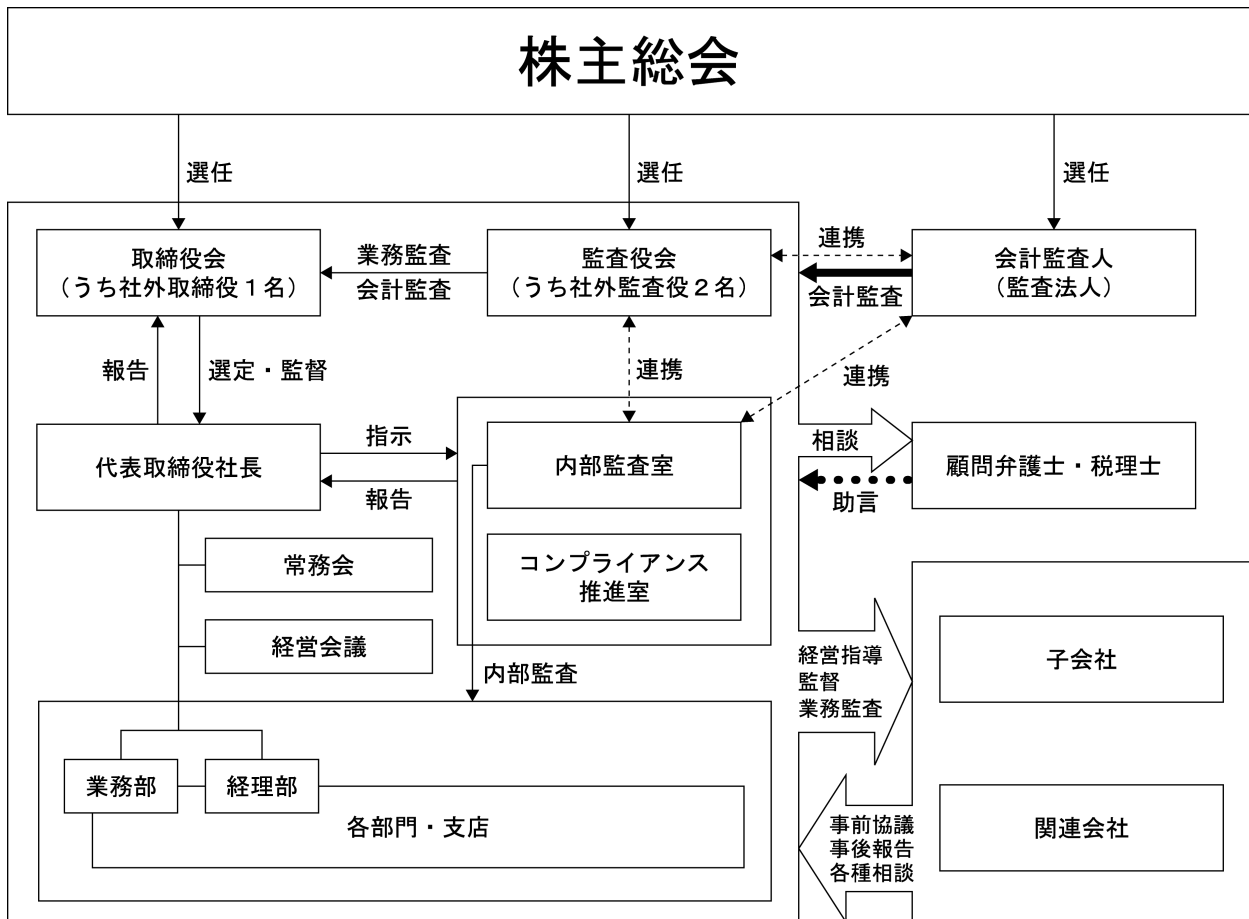 株主総会
選任
選任
選任
取締役会
（うち社外取締役１名）
業務監査
会計監査
監査役会
（うち社外監査役２名）
連携
会計監査
会計監査人
（監査法人）
報告
選定・監督
連携
連携
代表取締役社長
指示
報告
内部監査室
相談
助言
顧問弁護士・税理士
コンプライアンス
推進室
常務会
経営会議
内部監査
経営指導
監督
業務監査
子会社
業務部
経理部
各部門・支店
事前協議
事後報告
各種相談
関連会社